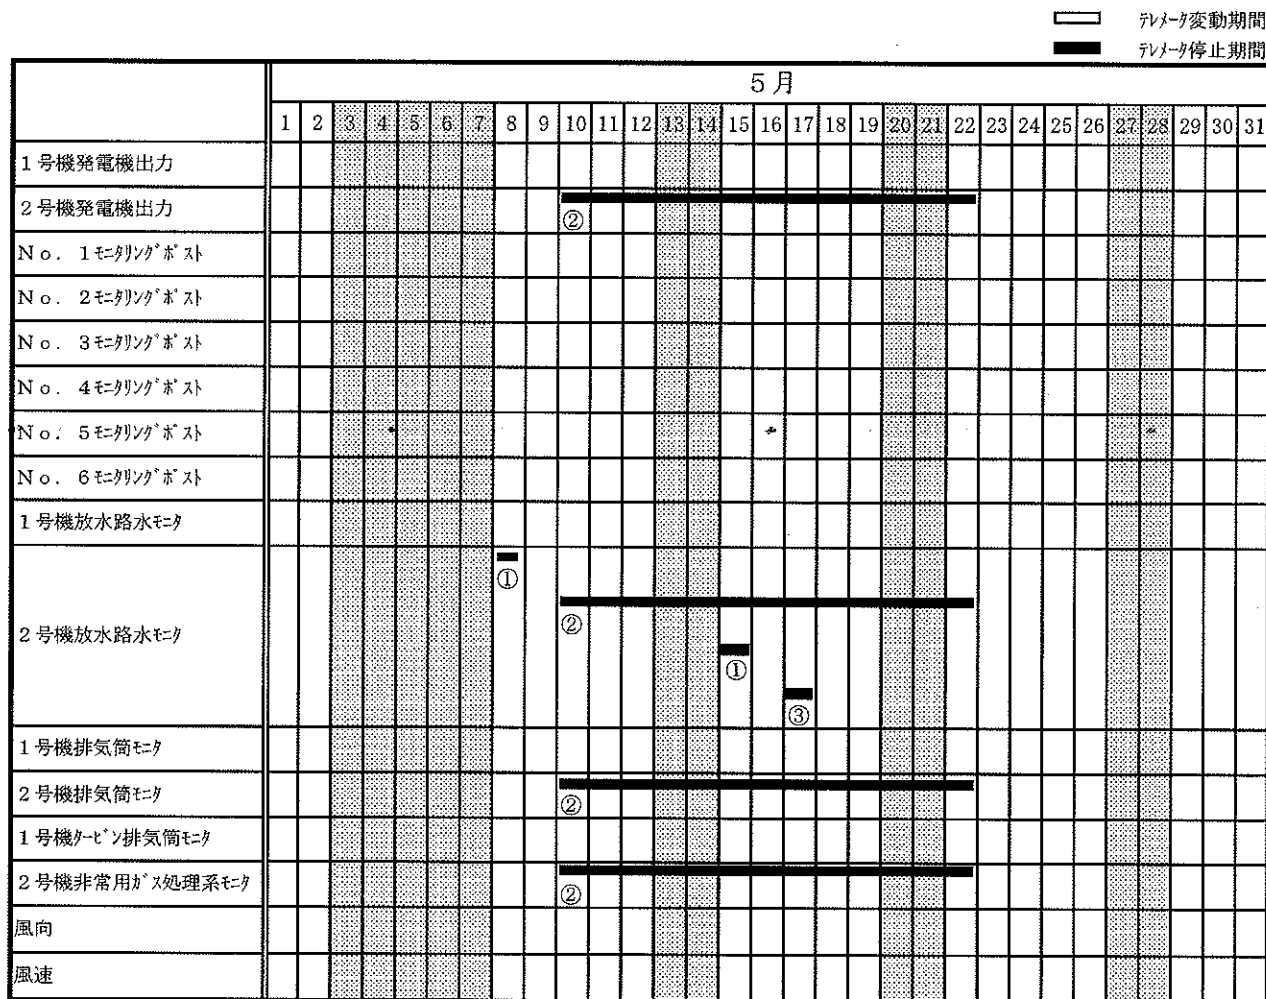 テレメータ変動期間
テレメータ停止期間
5月
1 2 3 4 5 6 7 8 9 10 11 12 13 14 15 16 17 18 19 20 21 22 23 24 25 26 27 28 29 30 31
1号機発電機出力
2号機発電機出力
②
No. 1モニタリングポスト
No. 2モニタリングポスト
No. 3モニタリングポスト
No. 4モニタリングポスト
No. 5モニタリングポスト
No. 6モニタリングポスト
1号機放水路水モニタ
①
②
2号機放水路水モニタ
①
③
1号機排気筒モニタ
2号機排気筒モニタ
②
1号機タービン排気筒モニタ
2号機非常用ガス処理系モニタ
②
風向
風速